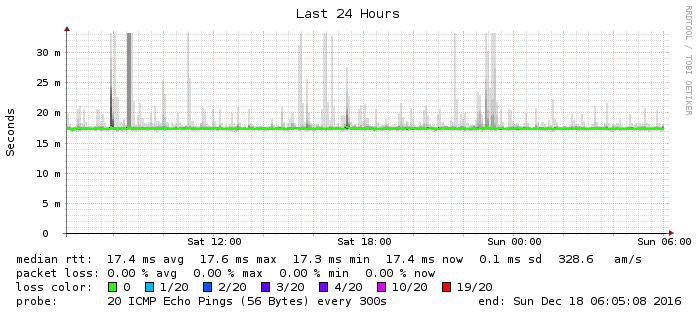 Last 24 Hours
RRDTOOL / TOBI OETIKER
Seconds
30 m
25 m
20 m
15 m
10 m
5 m
0
Sat 12:00 Sat 18:00 Sun 00:00 Sun 06:00
median rtt: 17.4 ms avg 17.6 ms max 17.3 ms min 17.4 ms now 0.1 ms sd 328.6 am/s
packet loss: 0.00 % avg 0.00 % max 0.00 % min 0.00 % now
loss color: 0 1/20 2/20 3/20 4/20 10/20 19/20
probe: 20 ICMP Echo Pings (56 Bytes) every 300s end: Sun Dec 18 06:05:08 2016